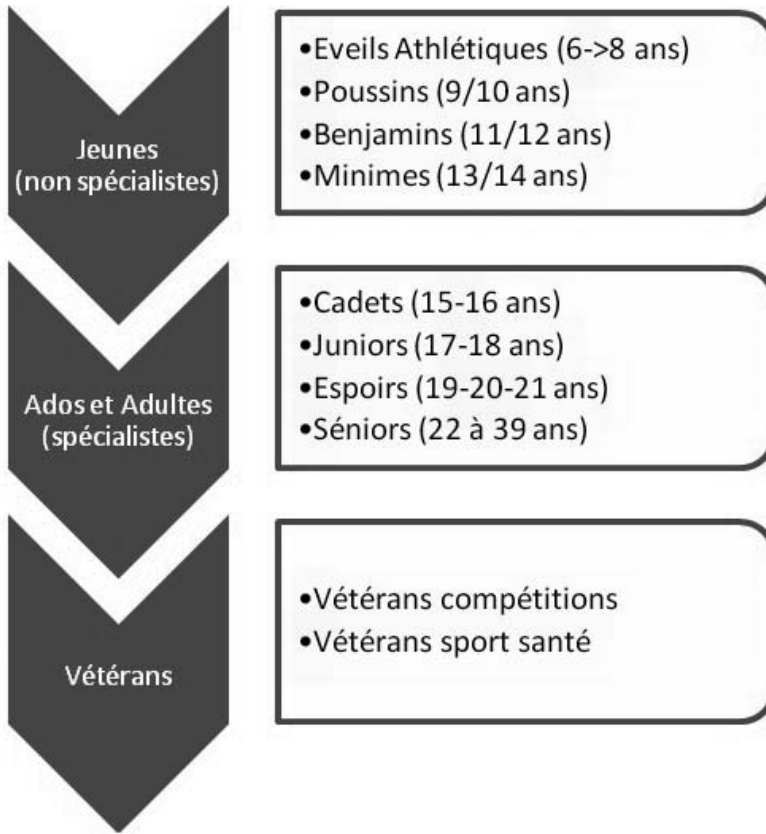 Jeunes
(non spécialistes)
•Eveils Athlétiques (6->8 ans)
•Poussins (9/10 ans)
•Benjamins (11/12 ans)
•Minimes (13/14 ans)
Ados et Adultes
(spécialistes)
•Cadets (15-16 ans)
•Juniors (17-18 ans)
•Espoirs (19-20-21 ans)
•Séniors (22 à 39 ans)
Vétérans
•Vétérans compétitions
•Vétérans sport santé